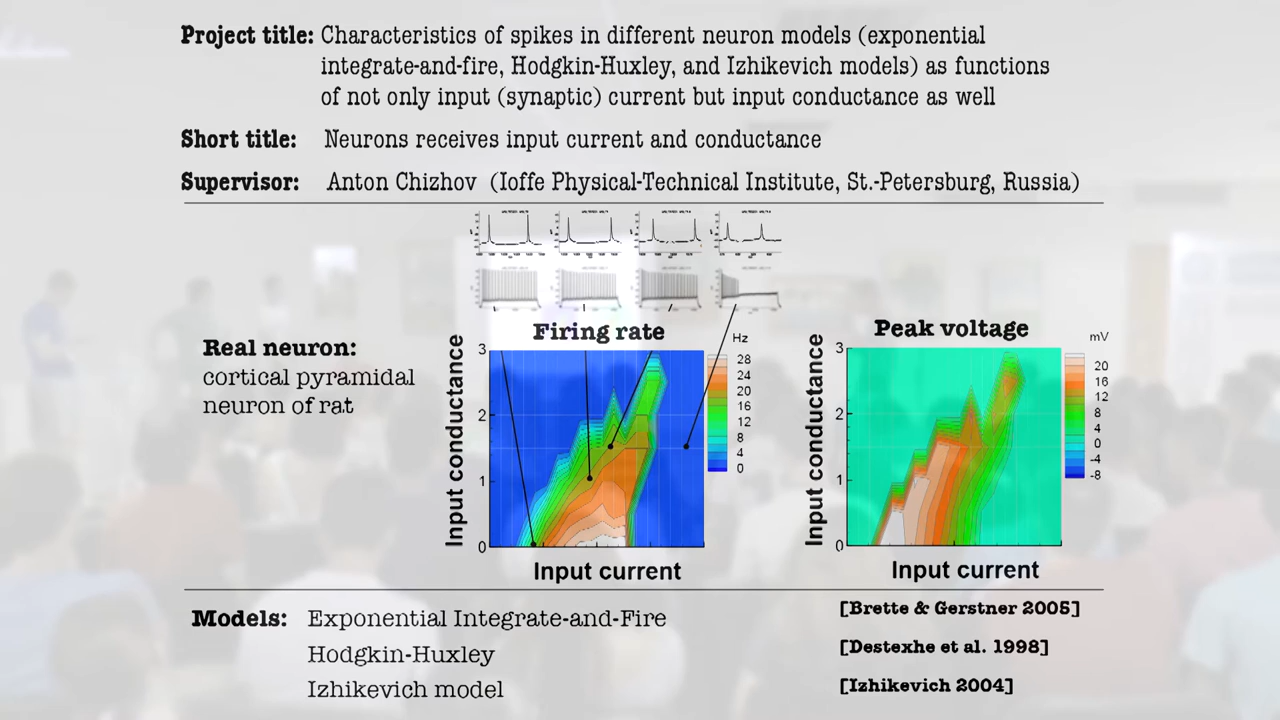 Project title: Characteristics of spikes in different neuron models (exponential
integrate-and-fire, Hodgkin-Huxley, and Izhikevich models) as functions
of not only input (synaptic) current but input conductance as well
Short title: Neurons receives input current and conductance
Supervisor: Anton Chizhov (Ioffe Physical-Technical Institute, St.-Petersburg, Russia)
Real neuron:
cortical pyramidal
neuron of rat
Firing rate
Hz
28
24
20
16
12
8
4
0
Input conductance
3
2
1
0
Input current
Peak voltage
mV
20
16
12
8
4
0
-4
-8
Input conductance
3
2
1
0
Input current
Models: Exponential Integrate-and-Fire
Hodgkin-Huxley
Izhikevich model
[Brette & Gerstner 2005]
[Destexhe et al. 1998]
[Izhikevich 2004]